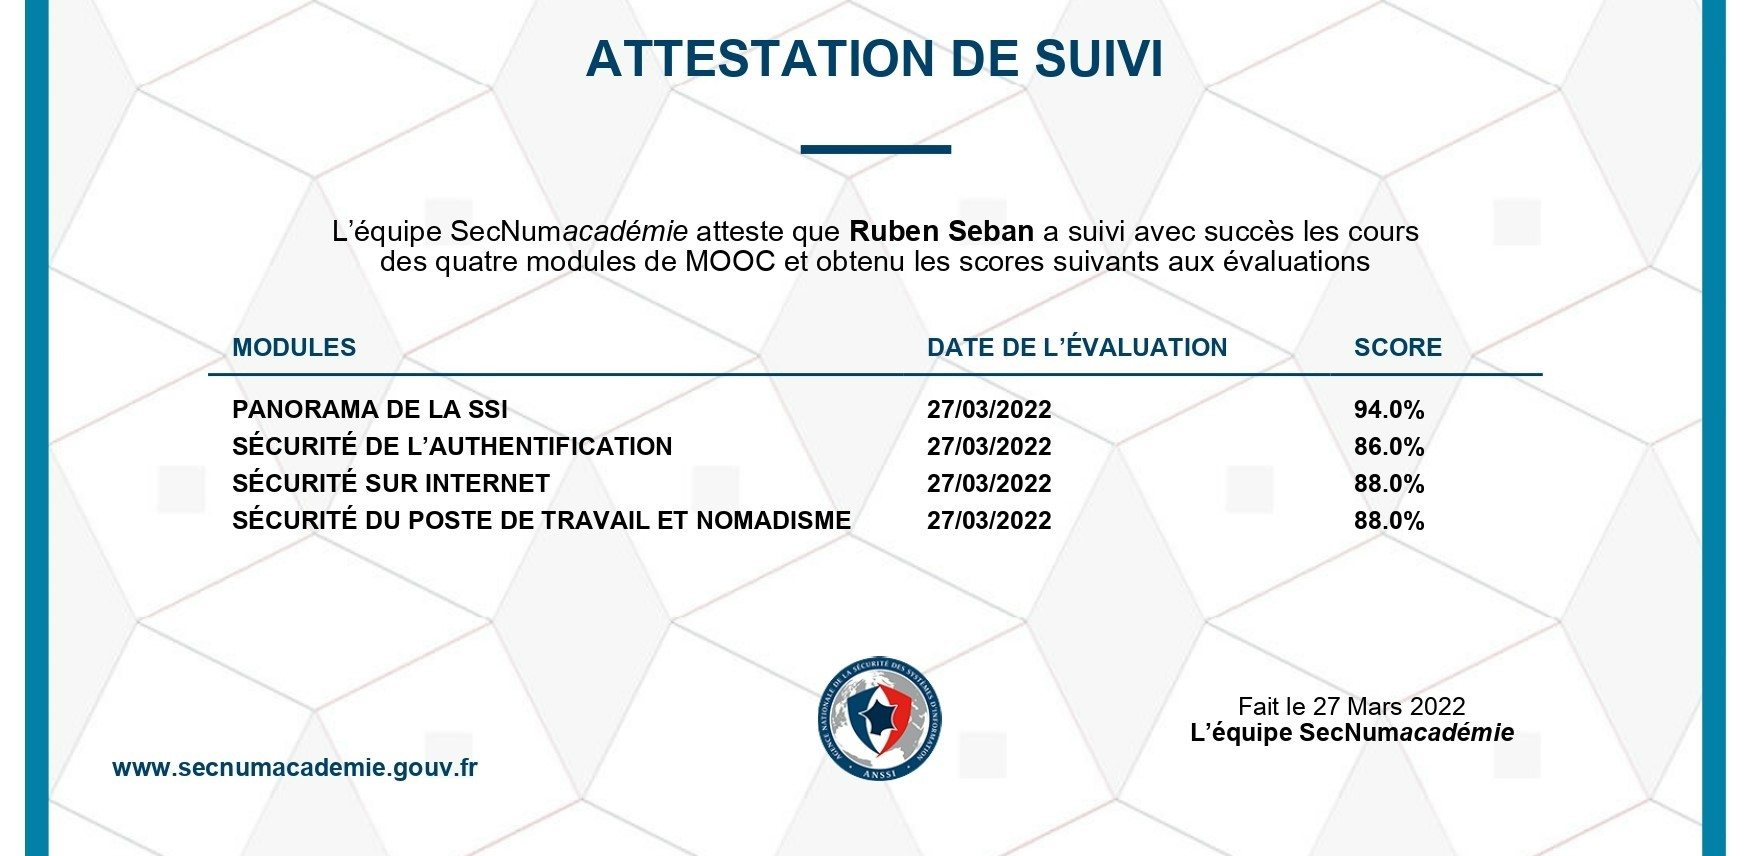 ATTESTATION DE SUIVI
L’équipe SecNumacadémie atteste que Ruben Seban a suivi avec succès les cours
des quatre modules de MOOC et obtenu les scores suivants aux évaluations
MODULES DATE DE L’ÉVALUATION SCORE
PANORAMA DE LA SSI 27/03/2022 94.0%
SÉCURITÉ DE L’AUTHENTIFICATION 27/03/2022 86.0%
SÉCURITÉ SUR INTERNET 27/03/2022 88.0%
SÉCURITÉ DU POSTE DE TRAVAIL ET NOMADISME 27/03/2022 88.0%
AGENCE NATIONALE DE LA SÉCURITÉ DES SYSTÈMES D'INFORMATION
ANSSI
Fait le 27 Mars 2022
L’équipe SecNumacadémie
www.secnumacademie.gouv.fr